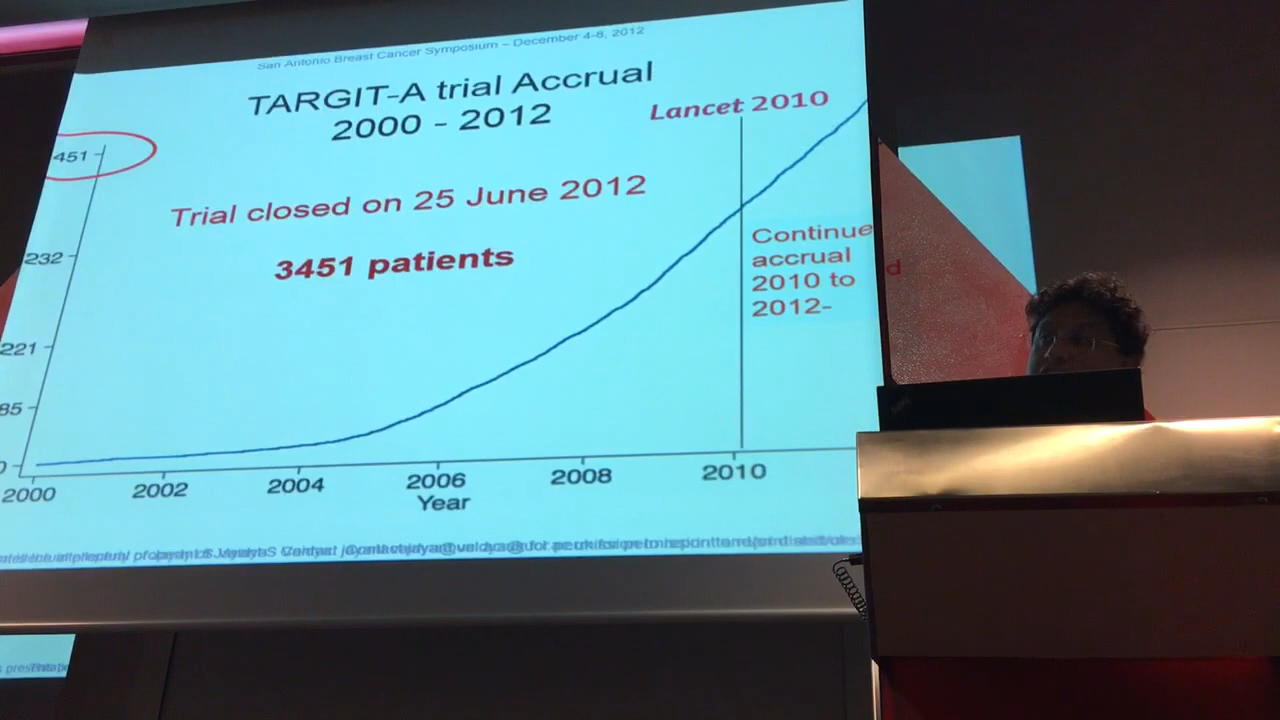 San Antonio Breast Cancer Symposium – December 4-8, 2012
TARGIT-A trial Accrual
2000 - 2012
Lancet 2010
451
Trial closed on 25 June 2012
3451 patients
232
Continue
d
accrual
2010 to
2012-
221
85
0
2000
2002
2004
2006
2008
2010
Year